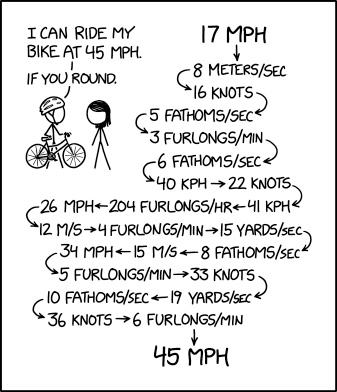 I CAN RIDE MY
BIKE AT 45 MPH.
IF YOU ROUND.
17 MPH
8 METERS/SEC
16 KNOTS
5 FATHOMS/SEC
3 FURLONGS/MIN
6 FATHOMS/SEC
40 KPH → 22 KNOTS
26 MPH ← 204 FURLONGS/HR ← 41 KPH
12 M/S → 4 FURLONGS/MIN → 15 YARDS/SEC
34 MPH ← 15 M/S ← 8 FATHOMS/SEC
5 FURLONGS/MIN → 33 KNOTS
10 FATHOMS/SEC ← 19 YARDS/SEC
36 KNOTS → 6 FURLONGS/MIN
45 MPH